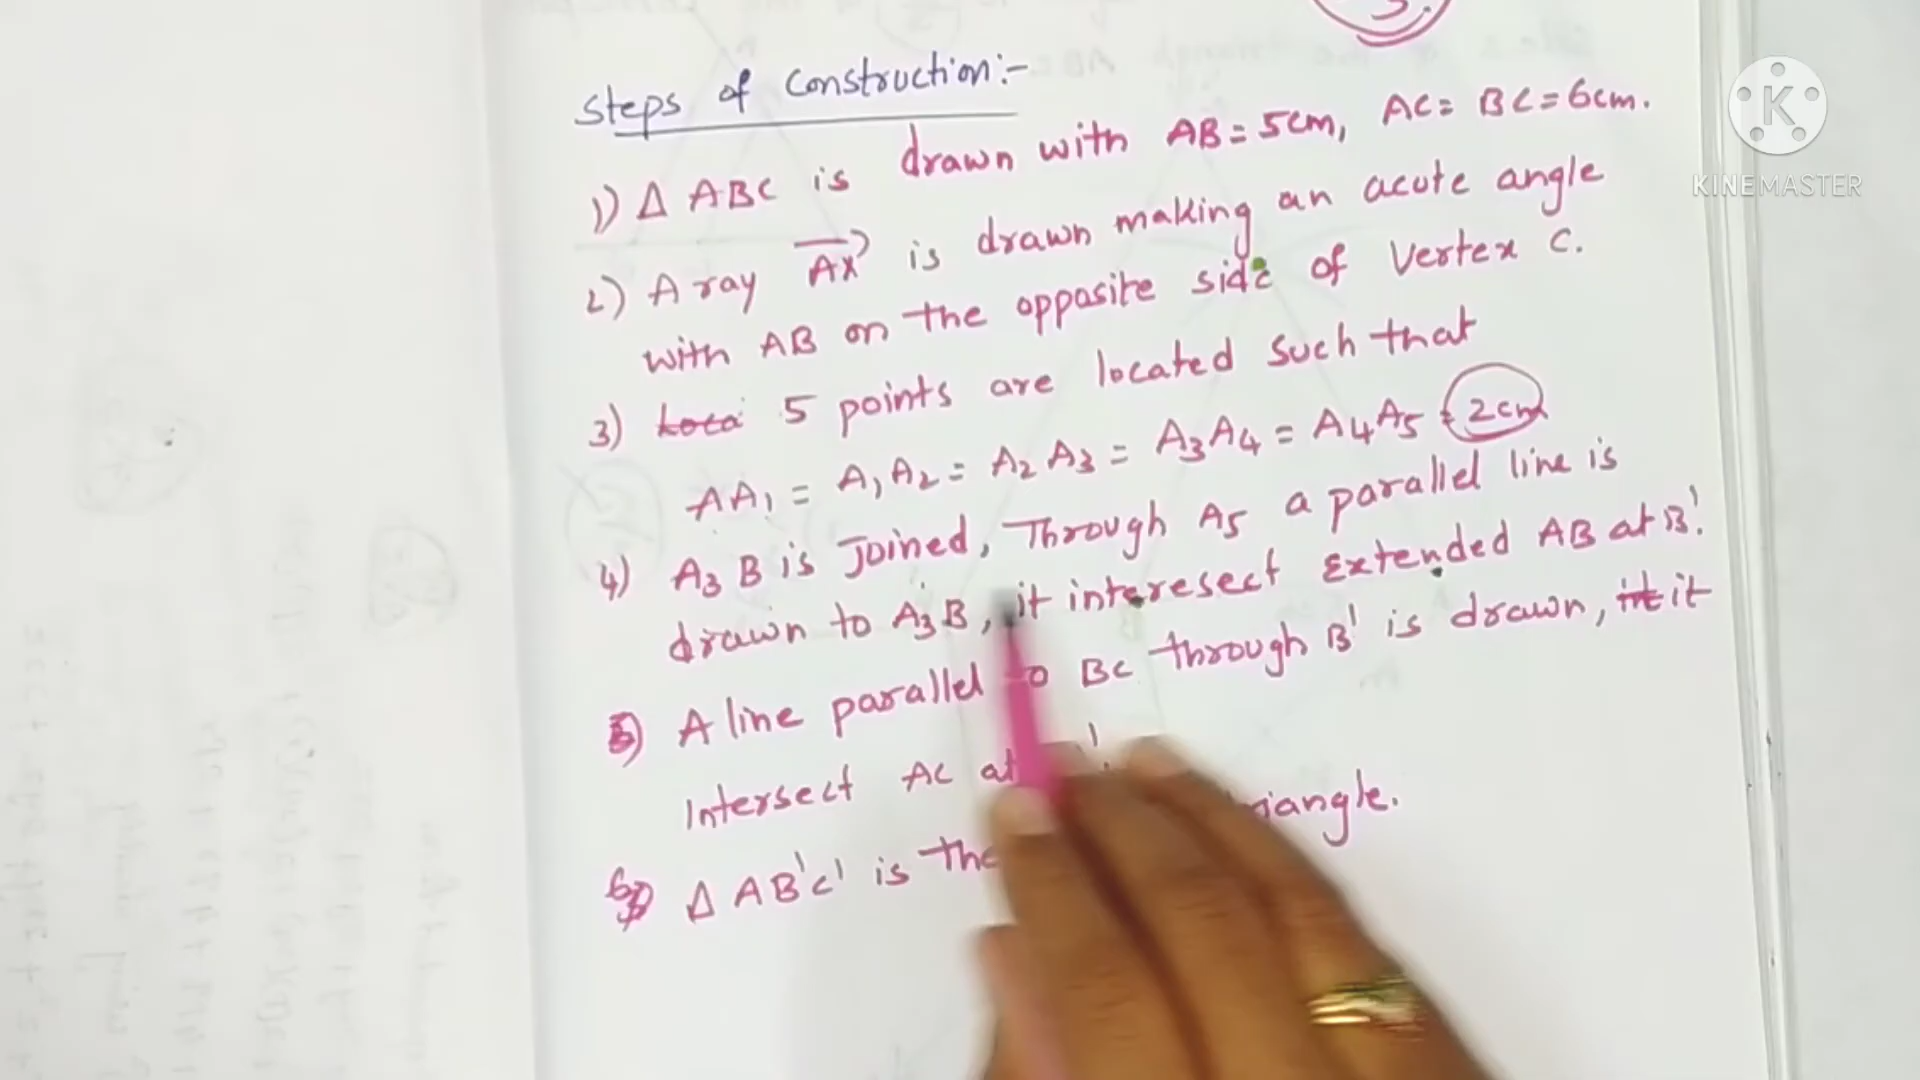 3.
Steps of Construction:-
1) Δ ABC is drawn with AB = 5cm, AC = BC = 6cm.
2) A ray AX is drawn making an acute angle
with AB on the opposite side of Vertex C.
3) Loca 5 points are located such that
AA₁ = A₁A₂ = A₂A₃ = A₃A₄ = A₄A₅ = 2cm
4) A₃B is joined, Through A₅ a parallel line is
drawn to A₃B, it interesect extended AB at B'.
5) A line parallel to BC through B' is drawn, it it
Intersect AC at
6) Δ AB'C' is the triangle.
K
KINEMASTER